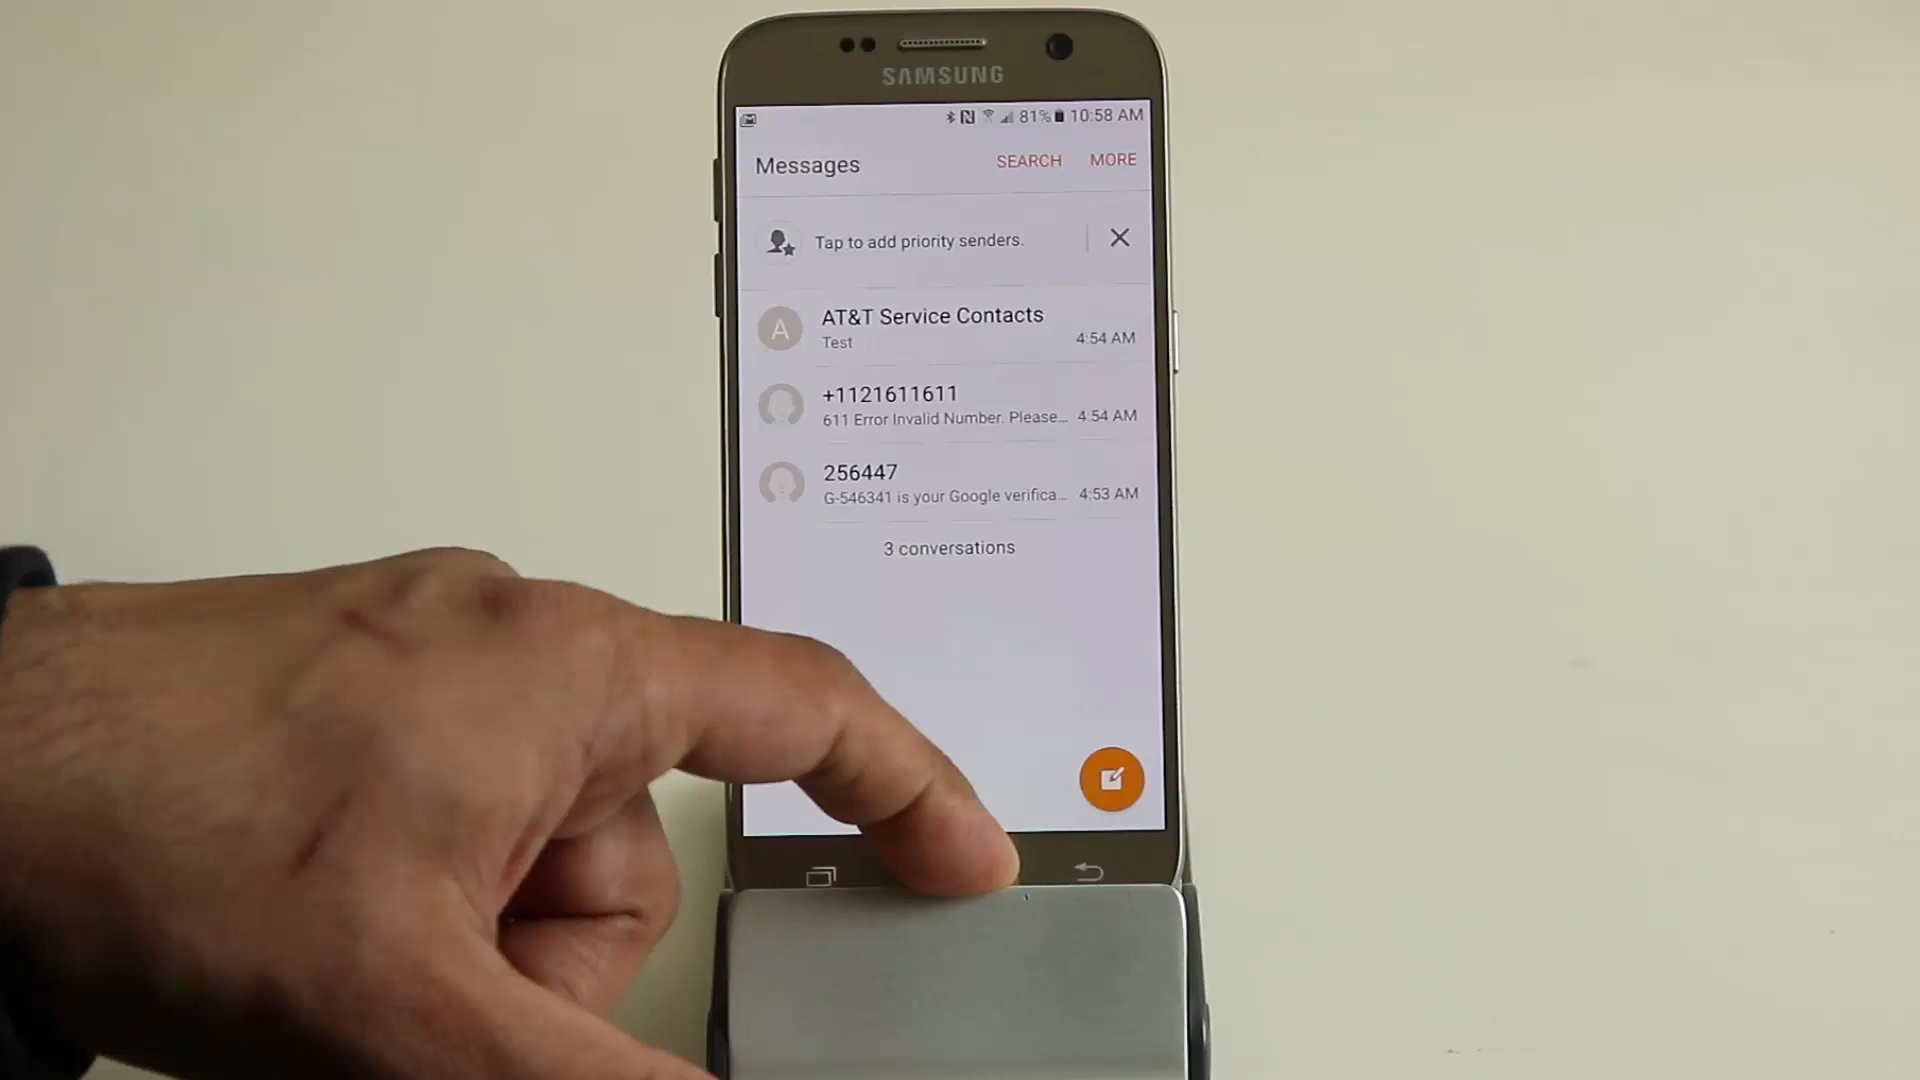 SAMSUNG
81% 10:58 AM
Messages SEARCH MORE
Tap to add priority senders.
A AT&T Service Contacts
Test 4:54 AM
+1121611611
611 Error Invalid Number. Please... 4:54 AM
256447
G-546341 is your Google verifica... 4:53 AM
3 conversations